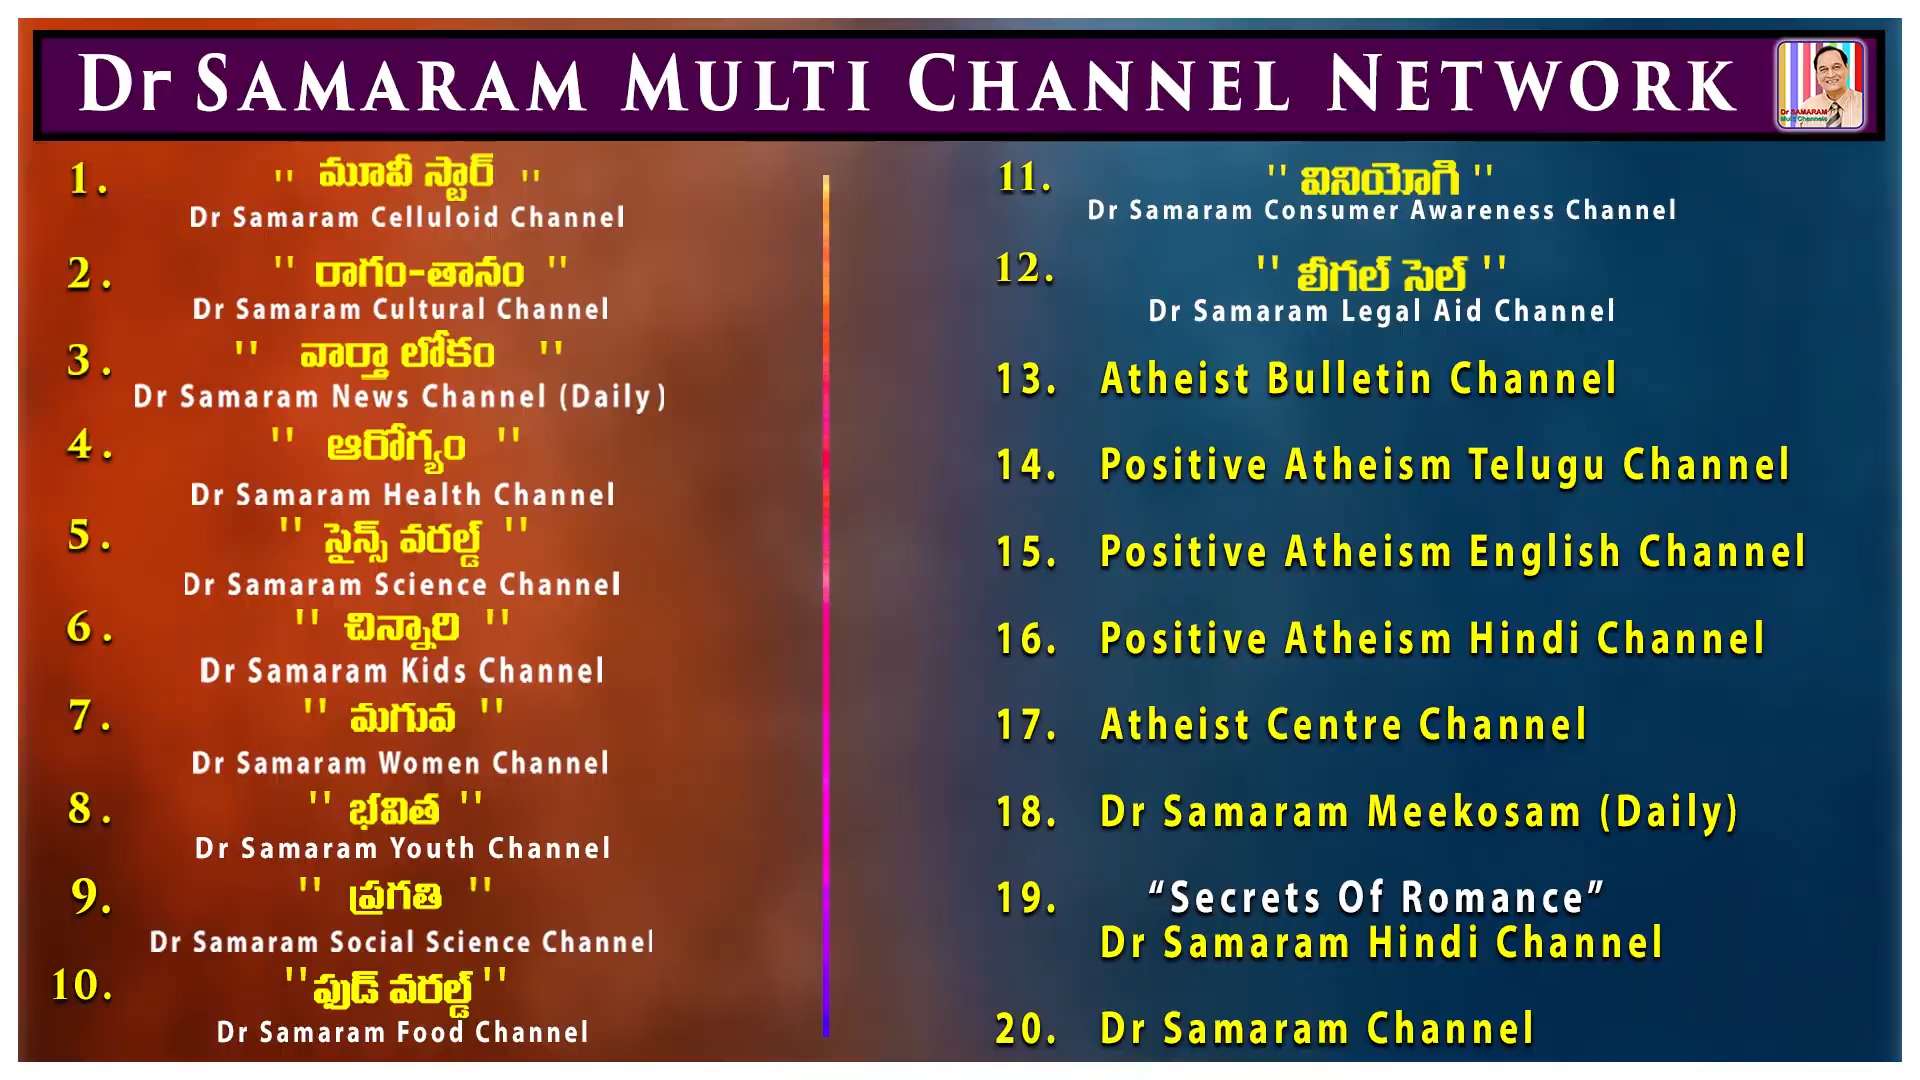 Dr SAMARAM MULTI CHANNEL NETWORK
Dr SAMARAM
Multi Channels
1. '' మూవీ స్టార్ ''
Dr Samaram Celluloid Channel
2. '' రాగం-తానం ''
Dr Samaram Cultural Channel
3. '' వార్తా లోకం ''
Dr Samaram News Channel (Daily)
4. '' ఆరోగ్యం ''
Dr Samaram Health Channel
5. '' సైన్స్ వరల్డ్ ''
Dr Samaram Science Channel
6. '' చిన్నారి ''
Dr Samaram Kids Channel
7. '' మగువ ''
Dr Samaram Women Channel
8. '' భవిత ''
Dr Samaram Youth Channel
9. '' ప్రగతి ''
Dr Samaram Social Science Channel
10. ''ఫుడ్ వరల్డ్''
Dr Samaram Food Channel
11. '' వినియోగి ''
Dr Samaram Consumer Awareness Channel
12. '' లీగల్ సెల్ ''
Dr Samaram Legal Aid Channel
13. Atheist Bulletin Channel
14. Positive Atheism Telugu Channel
15. Positive Atheism English Channel
16. Positive Atheism Hindi Channel
17. Atheist Centre Channel
18. Dr Samaram Meekosam (Daily)
19. “Secrets Of Romance”
Dr Samaram Hindi Channel
20. Dr Samaram Channel